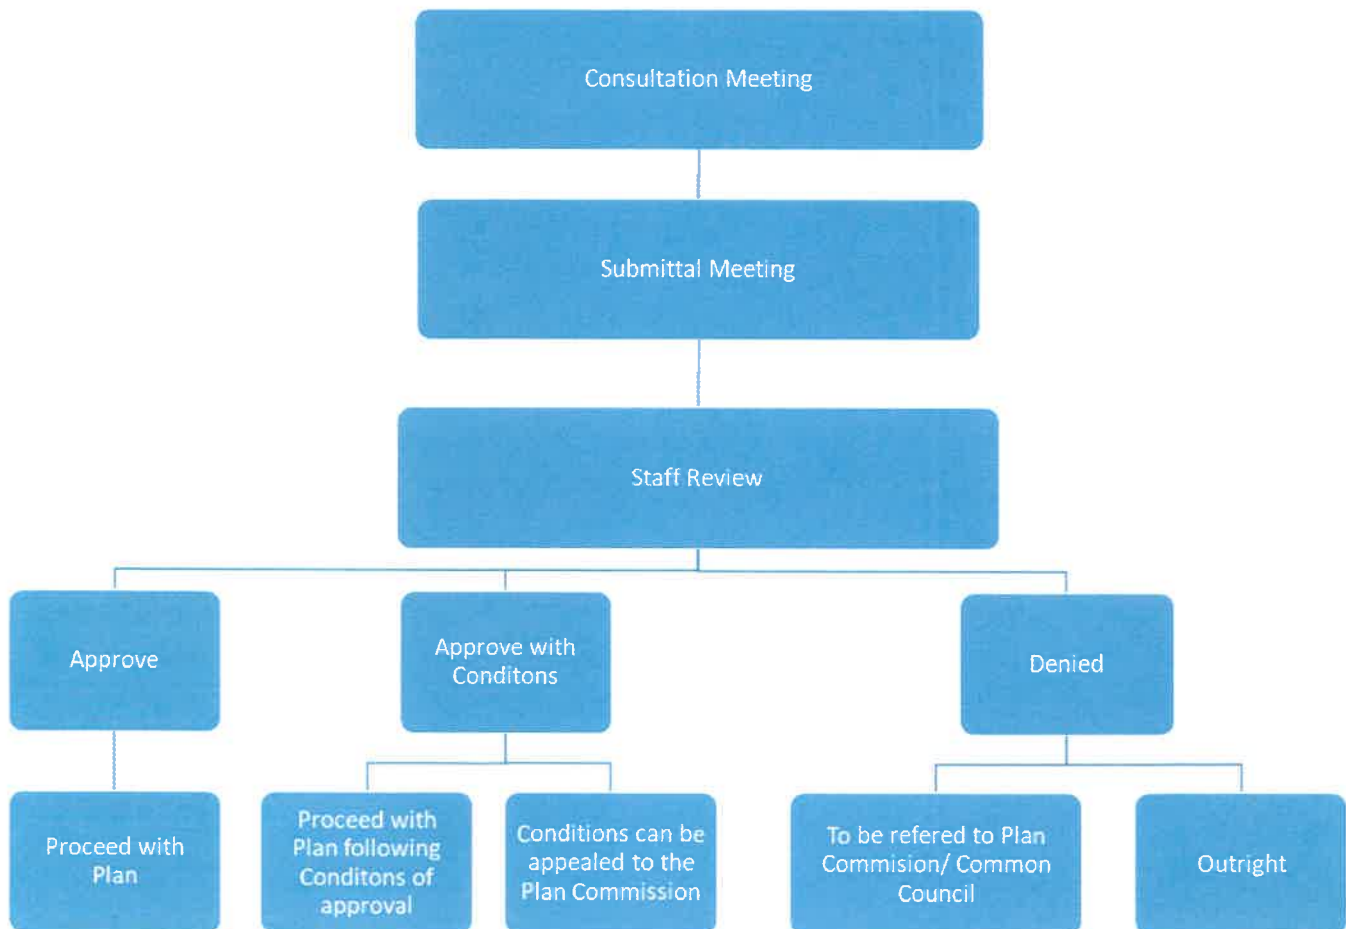 Consultation Meeting
Submittal Meeting
Staff Review
Approve
Approve with
Conditons
Denied
Proceed with
Plan
Proceed with
Plan following
Conditons of
approval
Conditions can be
appealed to the
Plan Commission
To be refered to Plan
Commision/ Common
Council
Outright